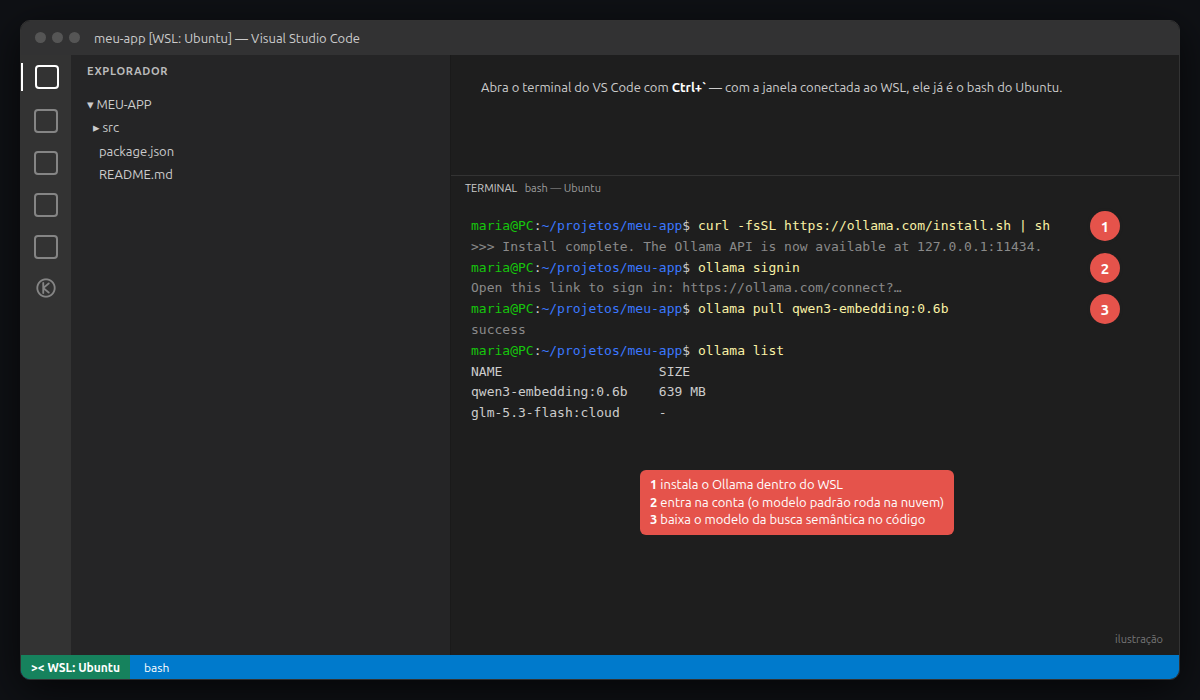 meu-app [WSL: Ubuntu] — Visual Studio Code
EXPLORADOR
▾ MEU-APP
▸ src
package.json
README.md
Abra o terminal do VS Code com Ctrl+` — com a janela conectada ao WSL, ele já é o bash do Ubuntu.
TERMINAL bash — Ubuntu
maria@PC:~/projetos/meu-app$ curl -fsSL https://ollama.com/install.sh | sh
1
>>> Install complete. The Ollama API is now available at 127.0.0.1:11434.
maria@PC:~/projetos/meu-app$ ollama signin
2
Open this link to sign in: https://ollama.com/connect?…
maria@PC:~/projetos/meu-app$ ollama pull qwen3-embedding:0.6b
3
success
maria@PC:~/projetos/meu-app$ ollama list
NAME SIZE
qwen3-embedding:0.6b 639 MB
glm-5.3-flash:cloud -
1 instala o Ollama dentro do WSL
2 entra na conta (o modelo padrão roda na nuvem)
3 baixa o modelo da busca semântica no código
ilustração
>< WSL: Ubuntu bash